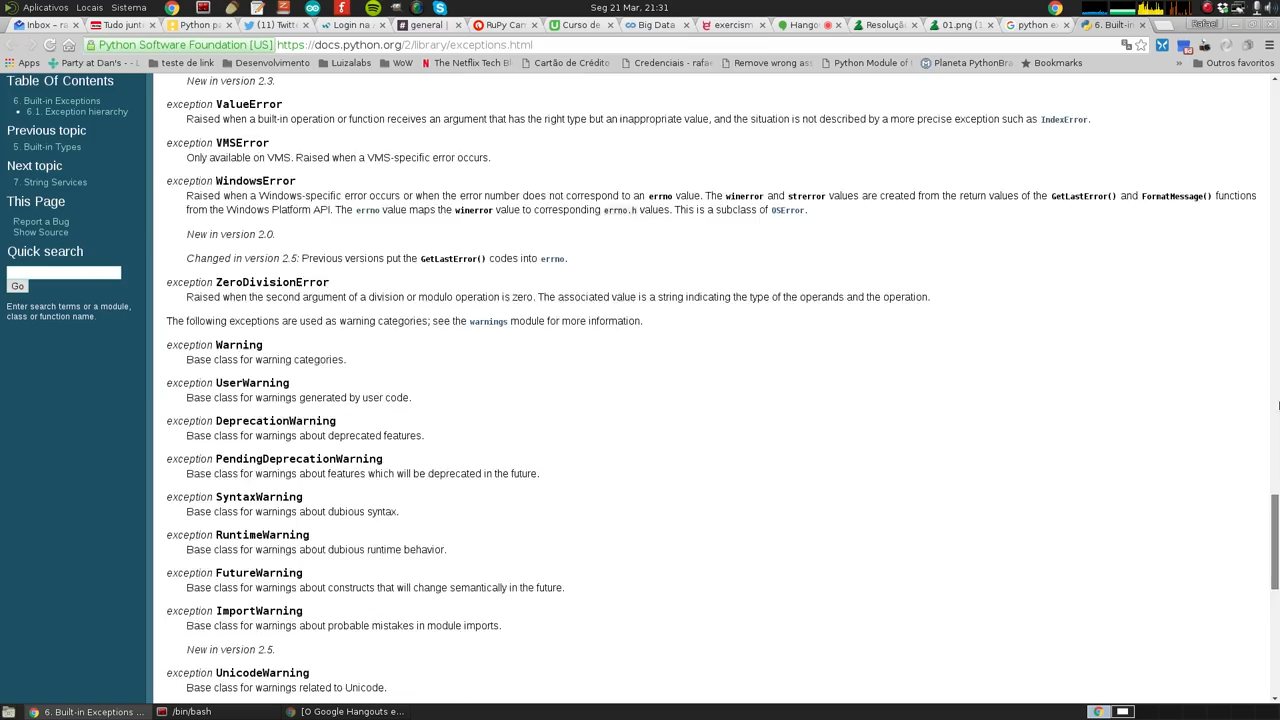 Aplicativos Locais Sistema Seg 21 Mar, 21:31
Inbox – ra Tudo junto Python pa (1) Twitte Login na general | RuPy Cam Curso de Big Data exercism Hango Resolução 01.png (1 python e 6. Built-in Rafael
Python Software Foundation [US] https://docs.python.org/2/library/exceptions.html
Apps Party at Dan's - - teste de link Desenvolvimento Luizalabs WoW The Netflix Tech Bl Cartão de Crédito Credenciais - rafae Remove wrong ass Python Module of t Planeta PythonBra Bookmarks » Outros favoritos
Table Of Contents
6. Built-in Exceptions
6.1. Exception hierarchy
Previous topic
5. Built-in Types
Next topic
7. String Services
This Page
Report a Bug
Show Source
Quick search
Go
Enter search terms or a module,
class or function name.
New in version 2.3.
exception ValueError
Raised when a built-in operation or function receives an argument that has the right type but an inappropriate value, and the situation is not described by a more precise exception such as IndexError.
exception VMSError
Only available on VMS. Raised when a VMS-specific error occurs.
exception WindowsError
Raised when a Windows-specific error occurs or when the error number does not correspond to an errno value. The winerror and strerror values are created from the return values of the GetLastError() and FormatMessage() functions
from the Windows Platform API. The errno value maps the winerror value to corresponding errno.h values. This is a subclass of OSError.
New in version 2.0.
Changed in version 2.5: Previous versions put the GetLastError() codes into errno.
exception ZeroDivisionError
Raised when the second argument of a division or modulo operation is zero. The associated value is a string indicating the type of the operands and the operation.
The following exceptions are used as warning categories; see the warnings module for more information.
exception Warning
Base class for warning categories.
exception UserWarning
Base class for warnings generated by user code.
exception DeprecationWarning
Base class for warnings about deprecated features.
exception PendingDeprecationWarning
Base class for warnings about features which will be deprecated in the future.
exception SyntaxWarning
Base class for warnings about dubious syntax.
exception RuntimeWarning
Base class for warnings about dubious runtime behavior.
exception FutureWarning
Base class for warnings about constructs that will change semantically in the future.
exception ImportWarning
Base class for warnings about probable mistakes in module imports.
New in version 2.5.
exception UnicodeWarning
Base class for warnings related to Unicode.
6. Built-in Exceptions ... /bin/bash [O Google Hangouts e...